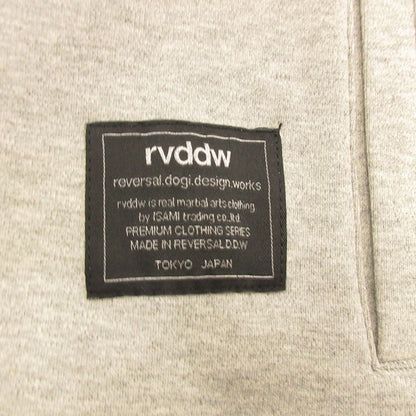 rvddw
reversal.dogi.design.works
rvddw is real martial arts clothing
by ISAMI trading co.,ltd
PREMIUM CLOTHING SERIES
MADE IN REVERSAL.D.D.W
TOKYO JAPAN